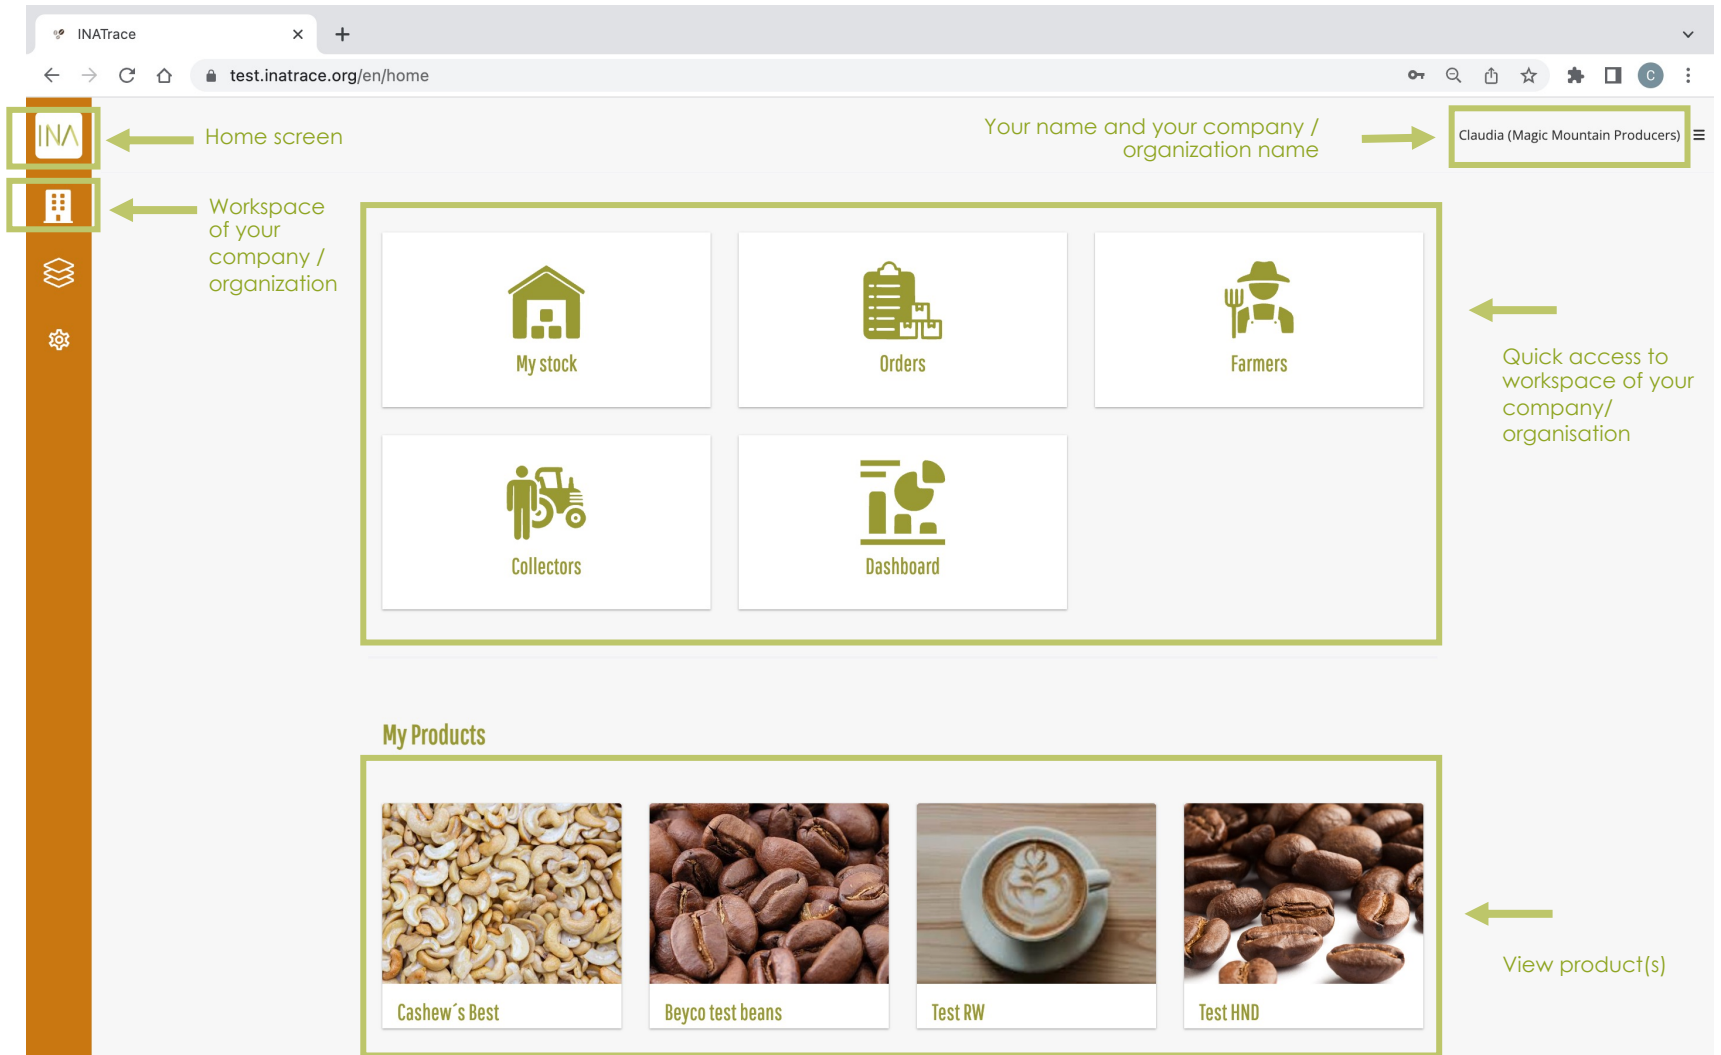 INATrace
test.inatrace.org/en/home
C
INA
Home screen
Your name and your company /
organization name
Claudia (Magic Mountain Producers)
Workspace
of your
company /
organization
My stock
Orders
Farmers
Quick access to
workspace of your
company/
organisation
Collectors
Dashboard
My Products
Cashew´s Best
Beyco test beans
Test RW
Test HND
View product(s)